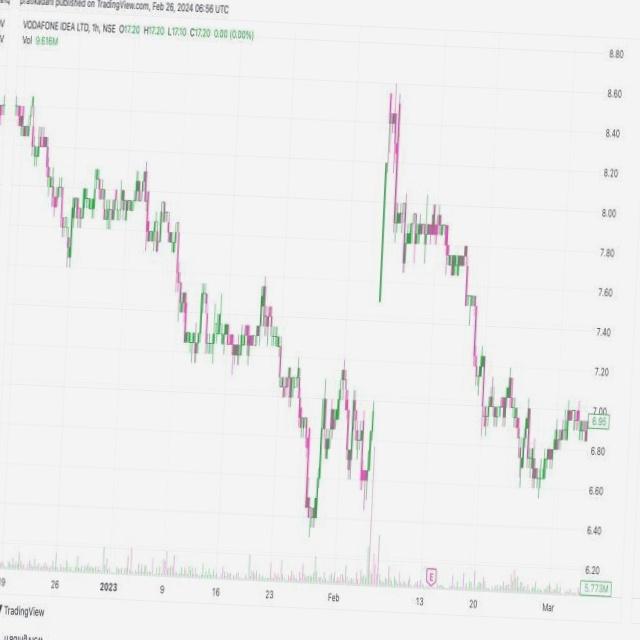 pratikadani published on TradingView.com, Feb 26, 2024 06:56 UTC
VODAFONE IDEA LTD, 1h, NSE O17.20 H17.20 L17.10 C17.20 0.00 (0.00%)
Vol 9.616M
8.80
8.60
8.40
8.20
8.00
7.80
7.60
7.40
7.20
7.00
6.95
6.80
6.60
6.40
6.20
5.773M
E
26 2023 9 16 23 Feb 13 20 Mar
TradingView